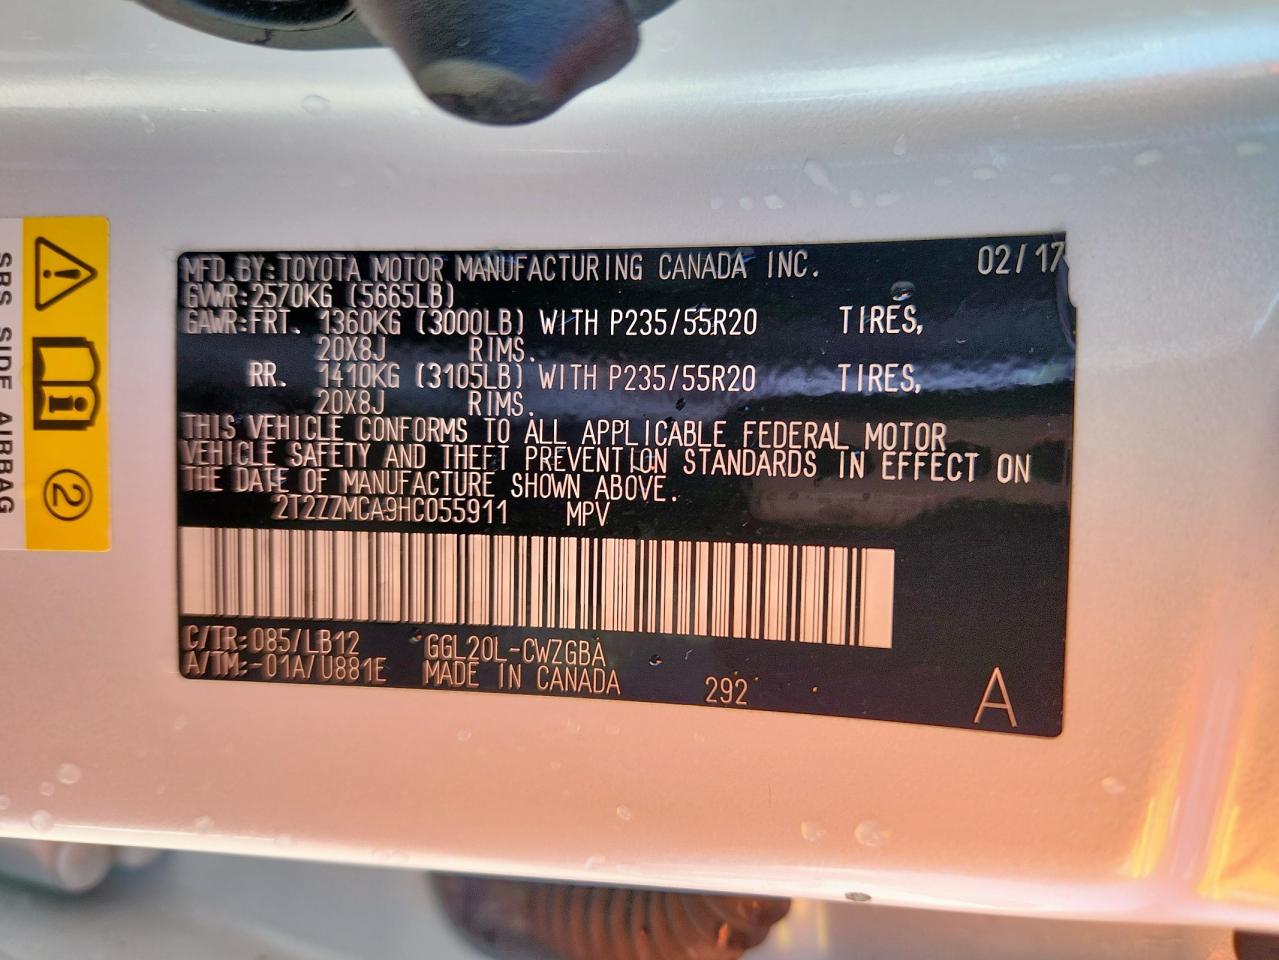 MFD.BY:TOYOTA MOTOR MANUFACTURING CANADA INC. 02/17
GVWR:2570KG (5665LB)
GAWR:FRT. 1360KG (3000LB) WITH P235/55R20 TIRES,
20X8J RIMS.
RR. 1410KG (3105LB) WITH P235/55R20 TIRES,
20X8J RIMS.
THIS VEHICLE CONFORMS TO ALL APPLICABLE FEDERAL MOTOR
VEHICLE SAFETY AND THEFT PREVENTION STANDARDS IN EFFECT ON
THE DATE OF MANUFACTURE SHOWN ABOVE.
2T2ZZMCA9HC055911 MPV
C/TR:085/LB12 GGL20L-CWZGBA
A/TM:-01A/U881E MADE IN CANADA 292
A
SRS SIDE AIRBAG
2